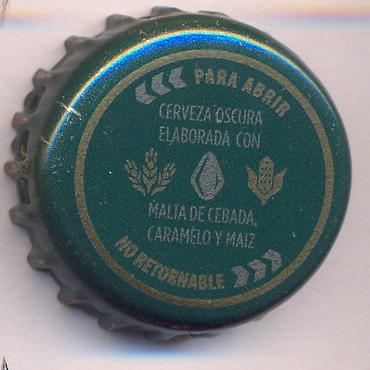 PARA ABRIR
CERVEZA OSCURA
ELABORADA CON
MALTA DE CEBADA,
CARAMELO Y MAIZ
NO RETORNABLE